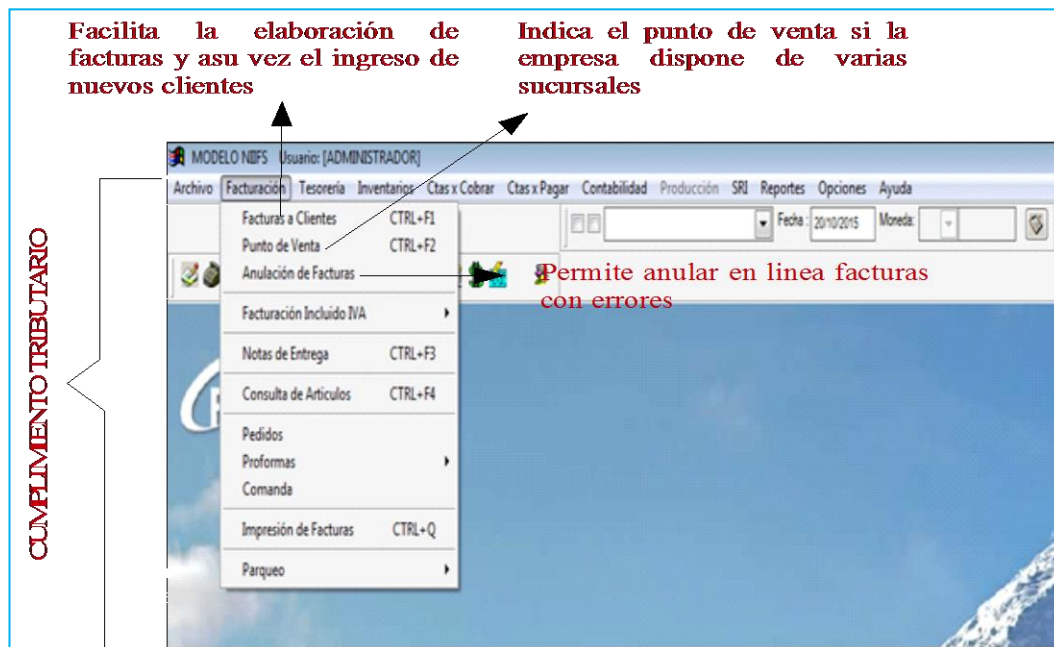 Facilita la elaboración de
facturas y asu vez el ingreso de
nuevos clientes
Indica el punto de venta si la
empresa dispone de varias
sucursales
MODELO NIIFS Usuario: [ADMINISTRADOR]
Archivo Facturación Tesorería Inventarios Ctas x Cobrar Ctas x Pagar Contabilidad Producción SRI Reportes Opciones Ayuda
Fecha : 20/10/2015 Moneda:
Facturas a Clientes CTRL+F1
Punto de Venta CTRL+F2
Anulación de Facturas
Permite anular en linea facturas
con errores
Facturación Incluido IVA
Notas de Entrega CTRL+F3
Consulta de Articulos CTRL+F4
Pedidos
Proformas
Comanda
Impresión de Facturas CTRL+Q
Parqueo
CUMPLIMENTO TRIBUTARIO